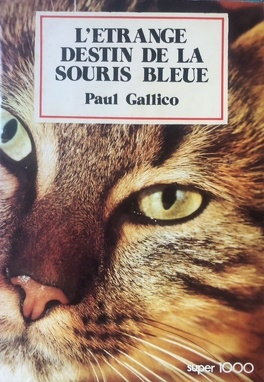 L'ETRANGE
DESTIN DE LA
SOURIS BLEUE
Paul Gallico
super 1000